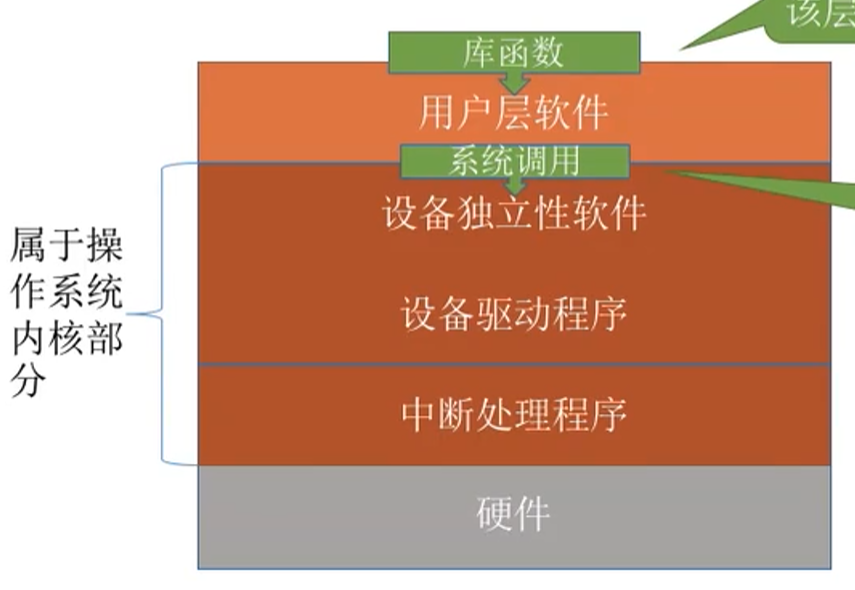 该层
库函数
用户层软件
系统调用
设备独立性软件
属于操
作系统
内核部
分
设备驱动程序
中断处理程序
硬件